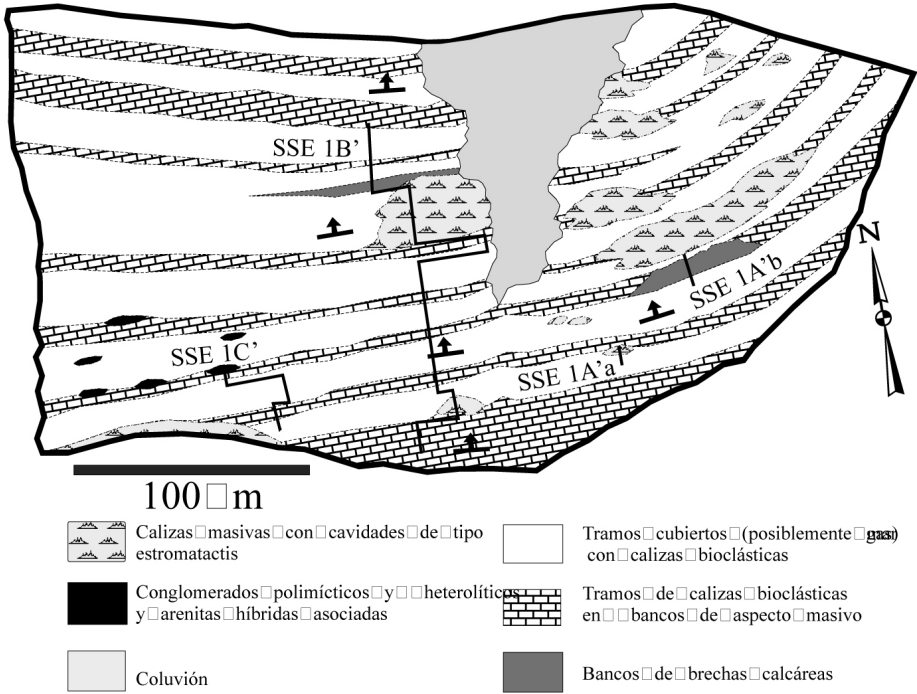 SSE 1B’
N
SSE 1A’b
SSE 1C’
SSE 1A’a
100□m
Calizas□masivas□con□cavidades□de□tipo
estromatactis
Conglomerados□polimícticos□y□□heterolíticos
y□arenitas□híbridas□asociadas
Coluvión
Tramos□cubiertos□(posiblemente
con□calizas□bioclásticas
Tramos□de□calizas□bioclásticas
en□□bancos□de□aspecto□masivo
Bancos□de□brechas□calcáreas